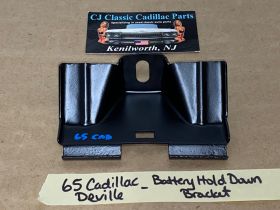 CJ Classic Cadillac Parts
Kenilworth, NJ
65 CAD
65 Cadillac - Battery Hold Down
Deville Bracket